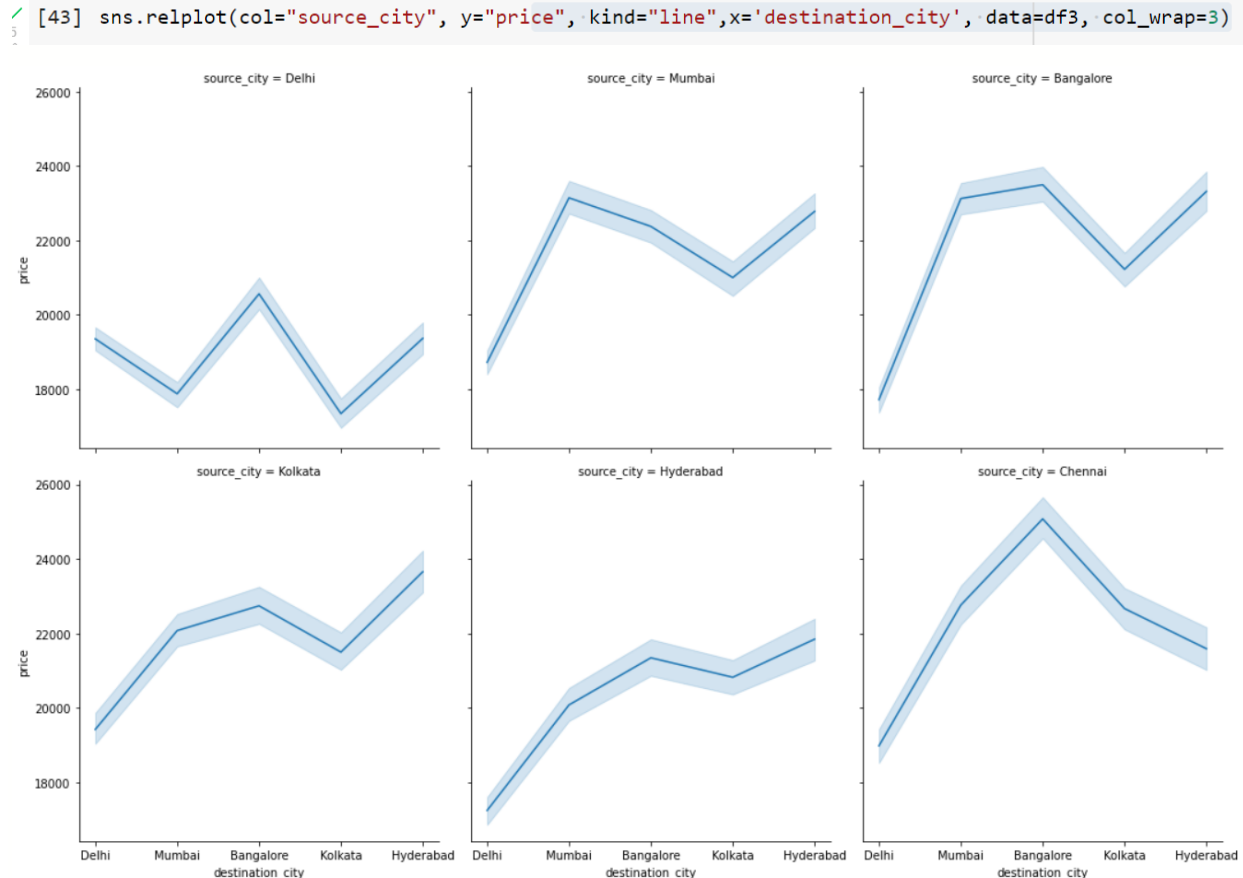 [43] sns.relplot(col="source_city", y="price", kind="line",x='destination_city', data=df3, col_wrap=3)
5
source_city = Delhi
source_city = Mumbai
source_city = Bangalore
26000
24000
22000
20000
18000
price
source_city = Kolkata
source_city = Hyderabad
source_city = Chennai
26000
24000
22000
20000
18000
price
Delhi Mumbai Bangalore Kolkata Hyderabad
destination_city
Delhi Mumbai Bangalore Kolkata Hyderabad
destination_city
Delhi Mumbai Bangalore Kolkata Hyderabad
destination_city